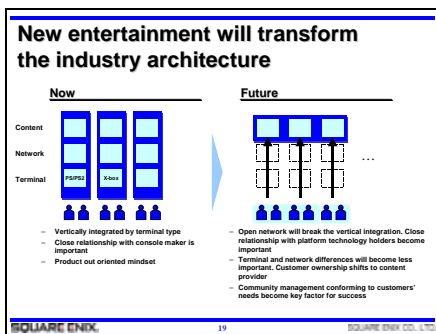 New entertainment will transform
the industry architecture
Now
Future
Content
Network
Terminal
PS/PS2
X-box
...
– Vertically integrated by terminal type
– Close relationship with console maker is
important
– Product out oriented mindset
– Open network will break the vertical integration. Close
relationship with platform technology holders become
important
– Terminal and network differences will become less
important. Customer ownership shifts to content
provider
– Community management conforming to customers'
needs become key factor for success
SQUARE ENIX.
19
SQUARE ENIX CO., LTD.